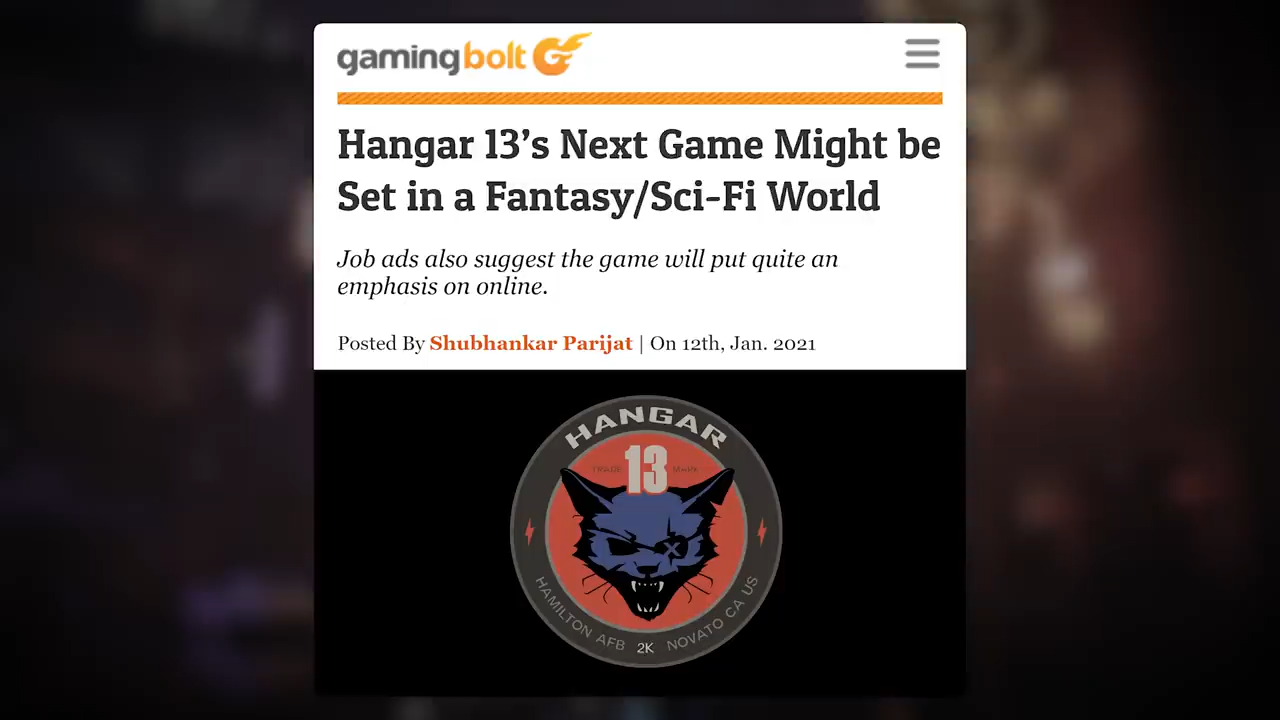 gamingbolt
Hangar 13’s Next Game Might be
Set in a Fantasy/Sci-Fi World
Job ads also suggest the game will put quite an
emphasis on online.
Posted By Shubhankar Parijat | On 12th, Jan. 2021
HANGAR
13
TRADE MARK
HAMILTON AFB 2K NOVATO CA US